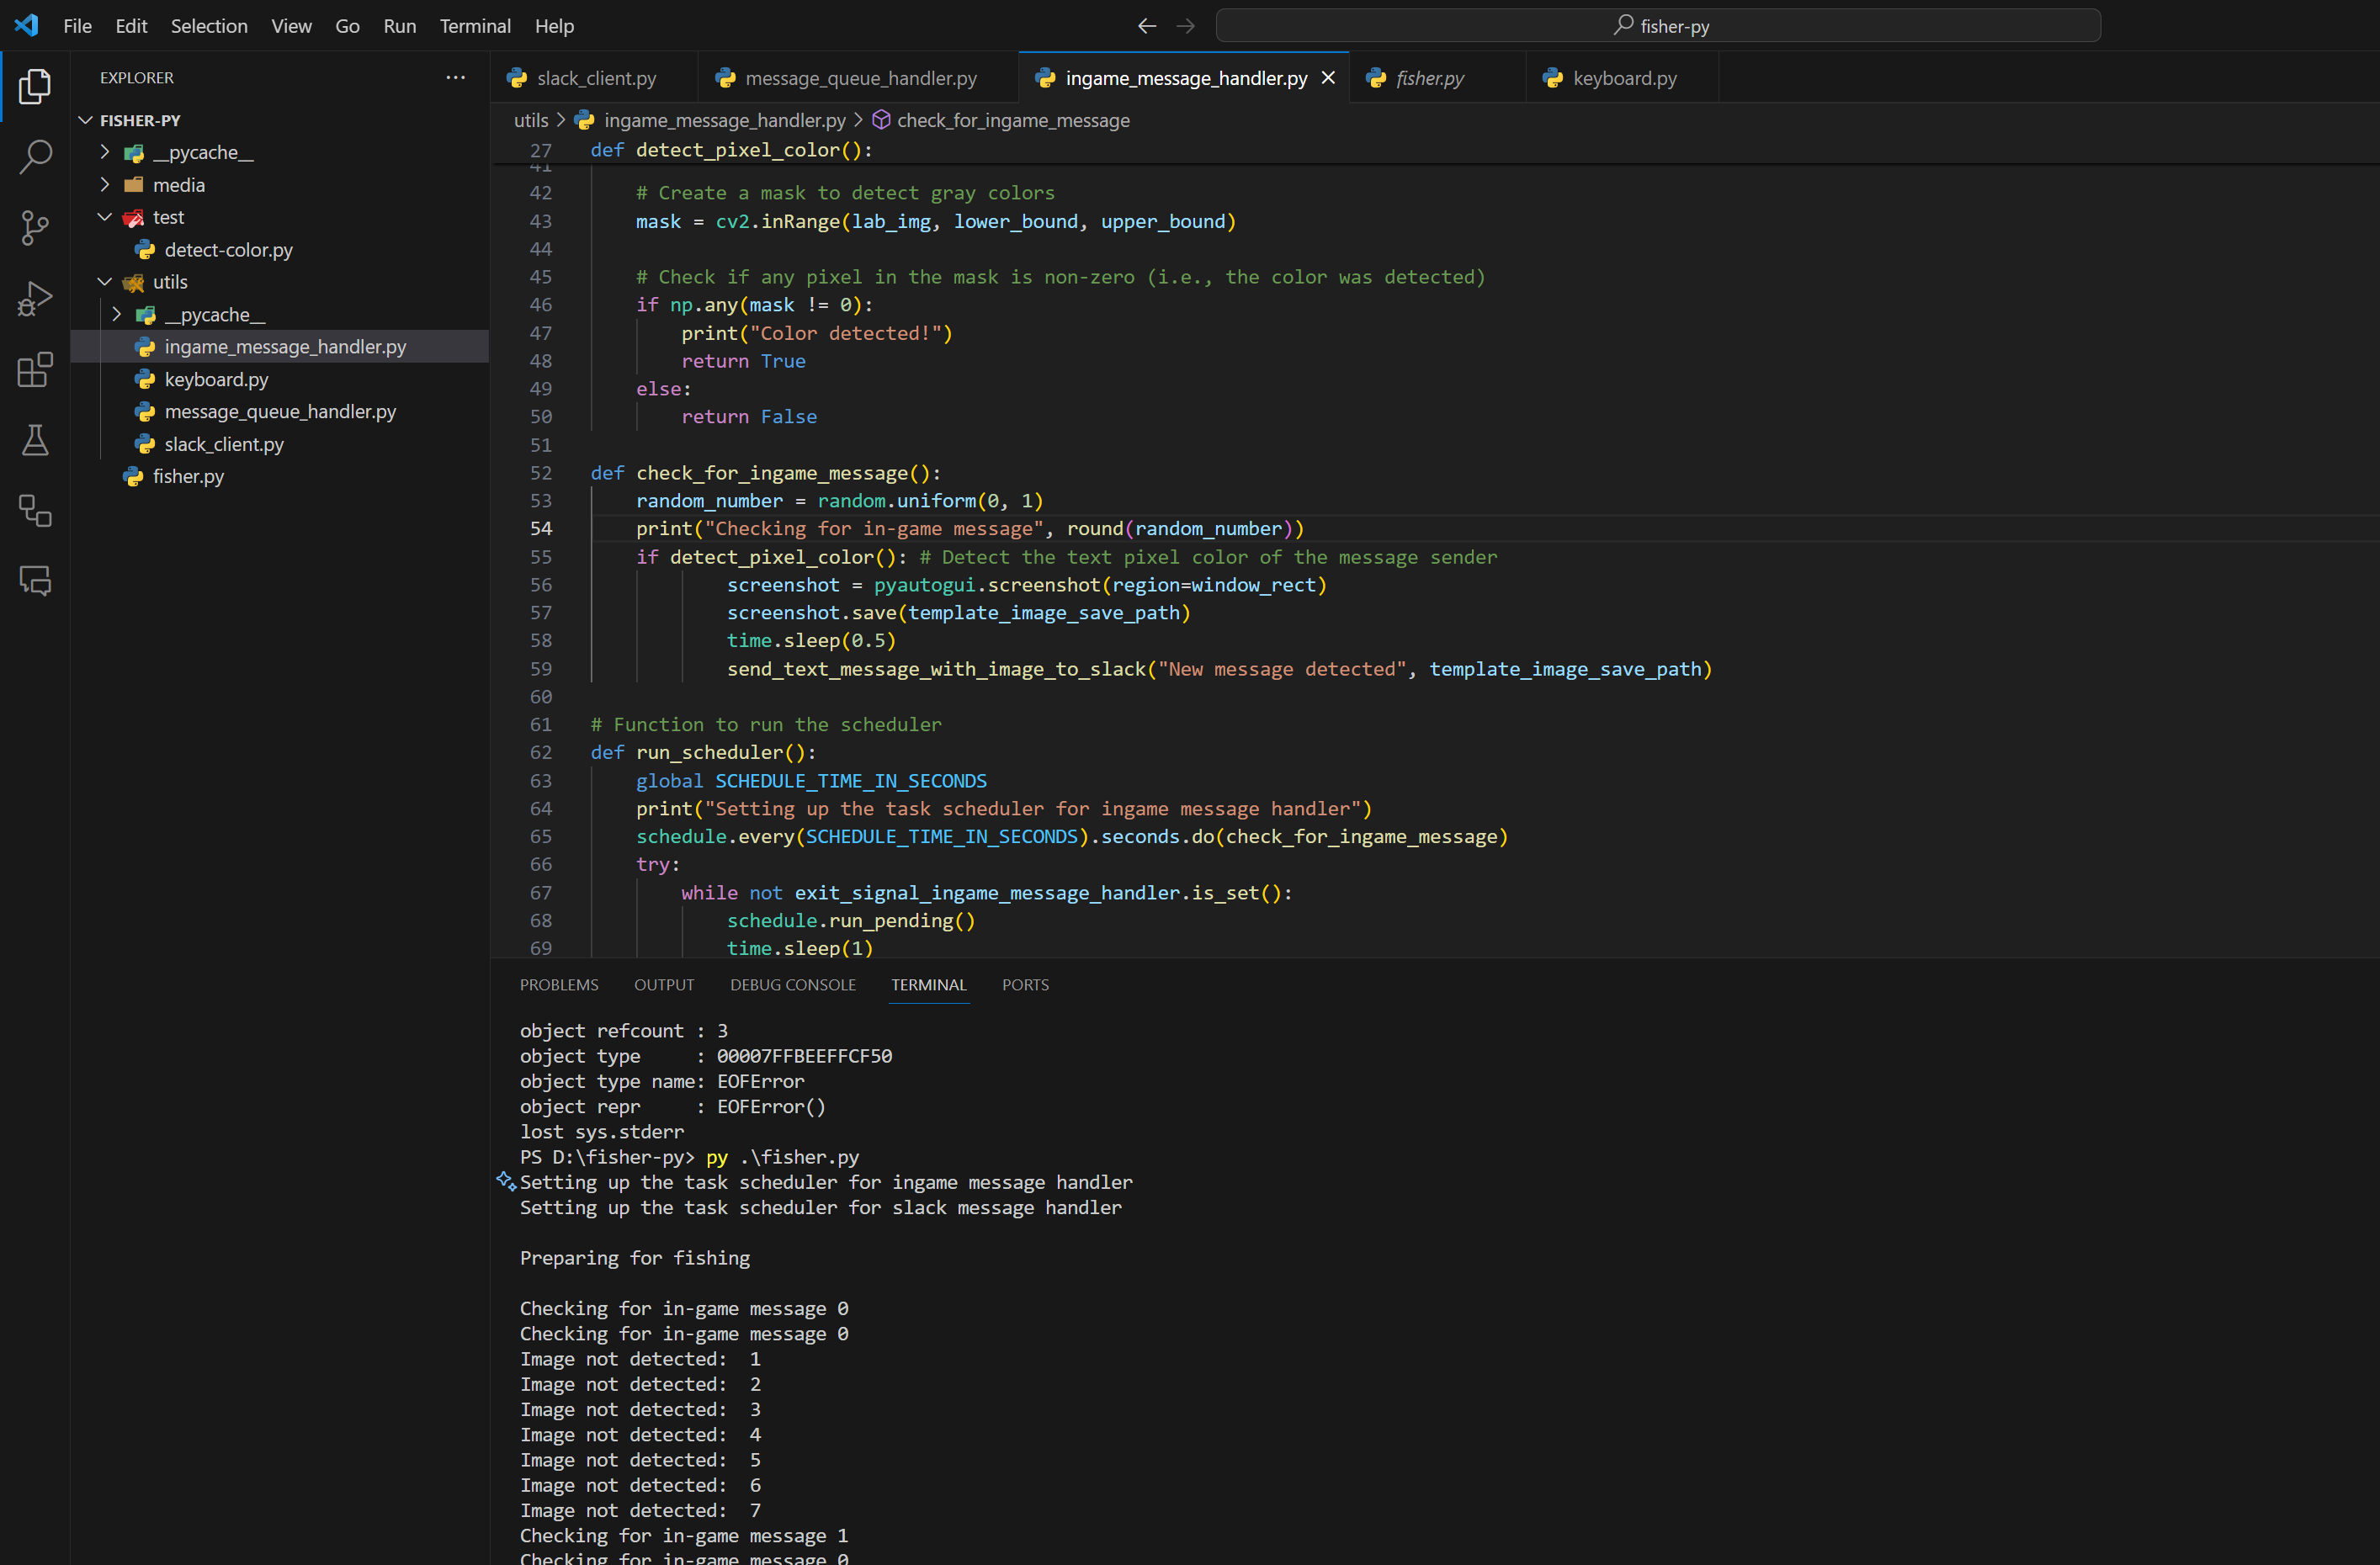 File Edit Selection View Go Run Terminal Help
fisher-py
EXPLORER
FISHER-PY
__pycache__
media
test
detect-color.py
utils
__pycache__
ingame_message_handler.py
keyboard.py
message_queue_handler.py
slack_client.py
fisher.py
slack_client.py message_queue_handler.py ingame_message_handler.py fisher.py keyboard.py
utils > ingame_message_handler.py > check_for_ingame_message
27 def detect_pixel_color():
41
42 # Create a mask to detect gray colors
43 mask = cv2.inRange(lab_img, lower_bound, upper_bound)
44
45 # Check if any pixel in the mask is non-zero (i.e., the color was detected)
46 if np.any(mask != 0):
47 print("Color detected!")
48 return True
49 else:
50 return False
51
52 def check_for_ingame_message():
53 random_number = random.uniform(0, 1)
54 print("Checking for in-game message", round(random_number))
55 if detect_pixel_color(): # Detect the text pixel color of the message sender
56 screenshot = pyautogui.screenshot(region=window_rect)
57 screenshot.save(template_image_save_path)
58 time.sleep(0.5)
59 send_text_message_with_image_to_slack("New message detected", template_image_save_path)
60
61 # Function to run the scheduler
62 def run_scheduler():
63 global SCHEDULE_TIME_IN_SECONDS
64 print("Setting up the task scheduler for ingame message handler")
65 schedule.every(SCHEDULE_TIME_IN_SECONDS).seconds.do(check_for_ingame_message)
66 try:
67 while not exit_signal_ingame_message_handler.is_set():
68 schedule.run_pending()
69 time.sleep(1)
PROBLEMS OUTPUT DEBUG CONSOLE TERMINAL PORTS
object refcount : 3
object type     : 00007FFBEEFFCF50
object type name: EOFError
object repr     : EOFError()
lost sys.stderr
PS D:\fisher-py> py .\fisher.py
Setting up the task scheduler for ingame message handler
Setting up the task scheduler for slack message handler
Preparing for fishing
Checking for in-game message 0
Checking for in-game message 0
Image not detected:  1
Image not detected:  2
Image not detected:  3
Image not detected:  4
Image not detected:  5
Image not detected:  6
Image not detected:  7
Checking for in-game message 1
Checking for in-game message 0